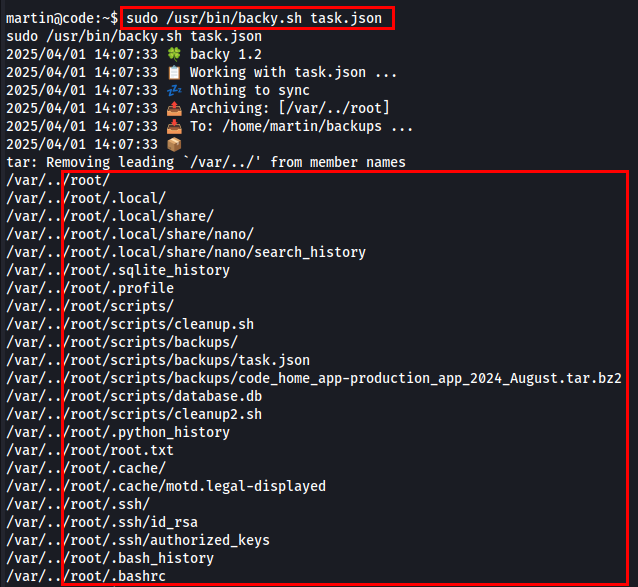 martin@code:~$ sudo /usr/bin/backy.sh task.json
sudo /usr/bin/backy.sh task.json
2025/04/01 14:07:33 🍀 backy 1.2
2025/04/01 14:07:33 📋 Working with task.json ...
2025/04/01 14:07:33 💤 Nothing to sync
2025/04/01 14:07:33 📤 Archiving: [/var/../root]
2025/04/01 14:07:33 📥 To: /home/martin/backups ...
2025/04/01 14:07:33 📦
tar: Removing leading `/var/../' from member names
/var/../root/
/var/../root/.local/
/var/../root/.local/share/
/var/../root/.local/share/nano/
/var/../root/.local/share/nano/search_history
/var/../root/.sqlite_history
/var/../root/.profile
/var/../root/scripts/
/var/../root/scripts/cleanup.sh
/var/../root/scripts/backups/
/var/../root/scripts/backups/task.json
/var/../root/scripts/backups/code_home_app-production_app_2024_August.tar.bz2
/var/../root/scripts/database.db
/var/../root/scripts/cleanup2.sh
/var/../root/.python_history
/var/../root/root.txt
/var/../root/.cache/
/var/../root/.cache/motd.legal-displayed
/var/../root/.ssh/
/var/../root/.ssh/id_rsa
/var/../root/.ssh/authorized_keys
/var/../root/.bash_history
/var/../root/.bashrc